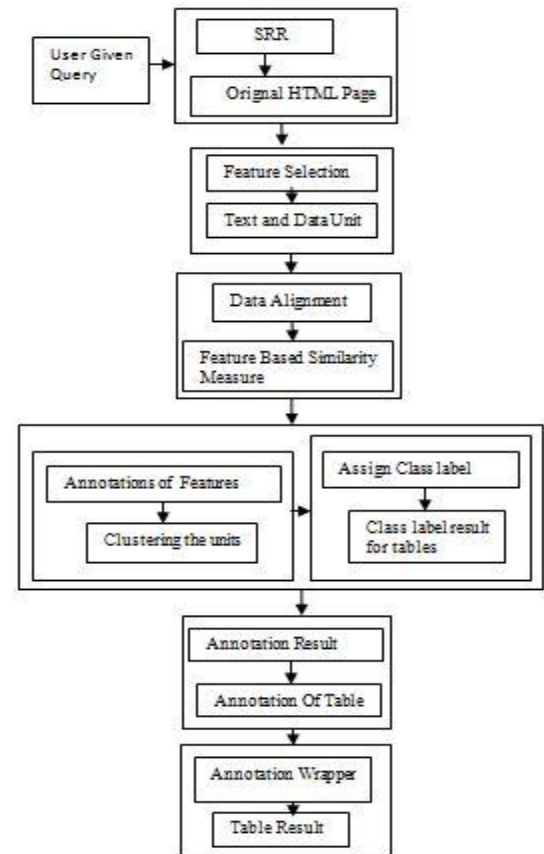 User Given
Query
SRR
Orignal HTML Page
Feature Selection
Text and Data Unit
Data Alignment
Feature Based Similarity
Measure
Annotations of Features
Clustering the units
Assign Class label
Class label result
for tables
Annotation Result
Annotation Of Table
Annotation Wrapper
Table Result